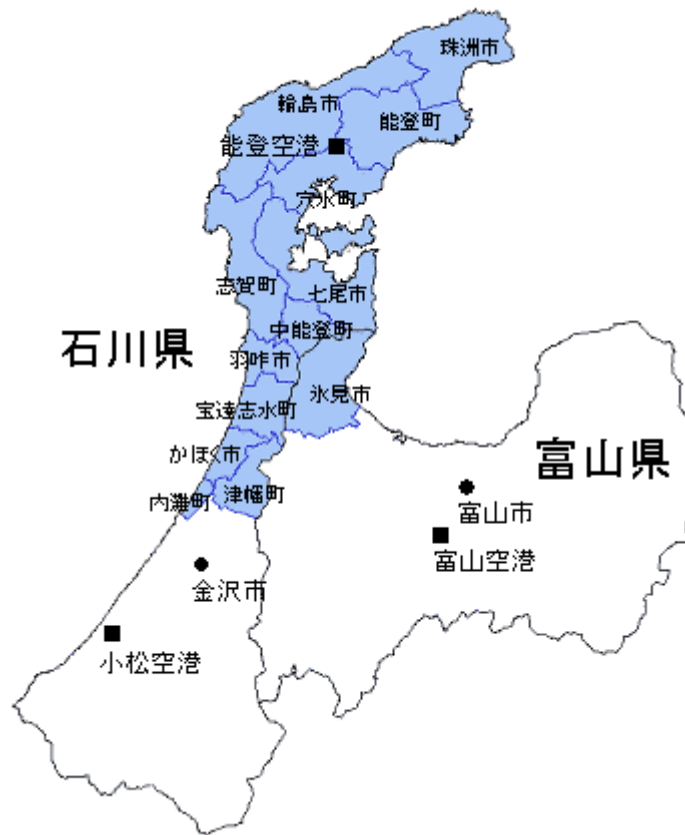 珠洲市
輪島市
能登町
能登空港
穴水町
志賀町
七尾市
中能登町
石川県
羽咋市
氷見市
宝達志水町
かほく市
富山県
内灘町
津幡町
富山市
富山空港
金沢市
小松空港